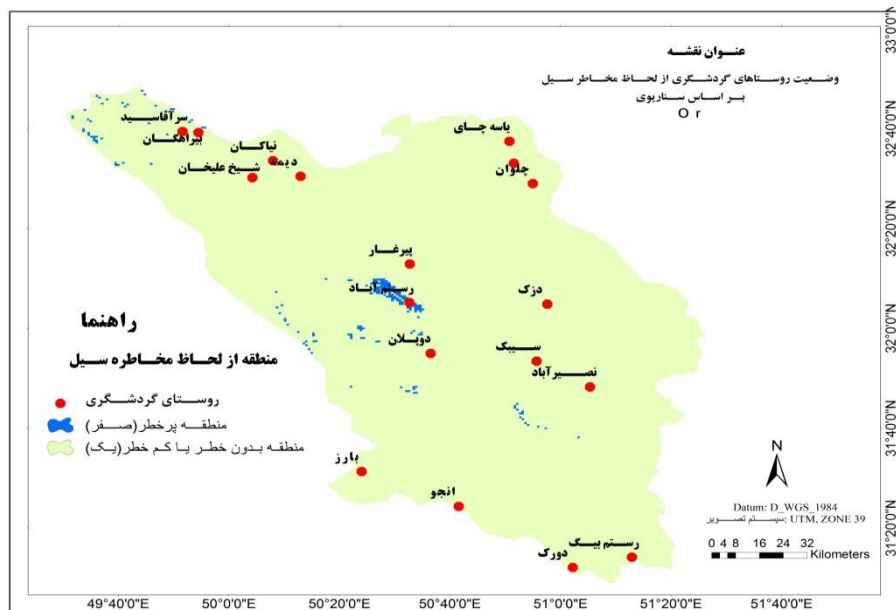 عنوان نقشه
وضعیت روستاهای گردشگری از لحاظ مخاطرات سیل
بر اساس سناریوی
Or
سرآقاسید
بیراهگان
نیاکان
دیمه
شیخ علیخان
یاسه چای
چلوان
پیرغار
رستم آباد
دزک
دوپلان
سیبک
نصیرآباد
بارز
انجو
رستم بیگ
دورک
راهنما
منطقه از لحاظ مخاطره سیل
روستای گردشگری
منطقه پرخطر(صفر)
منطقه بدون خطر یا کم خطر(یک)
N
Datum: D_WGS_1984
سیستم تصویر: UTM, ZONE 39
0 4 8 16 24 32
Kilometers
33°0'0"N
32°40'0"N
32°20'0"N
32°0'0"N
31°40'0"N
31°20'0"N
49°40'0"E 50°0'0"E 50°20'0"E 50°40'0"E 51°0'0"E 51°20'0"E 51°40'0"E